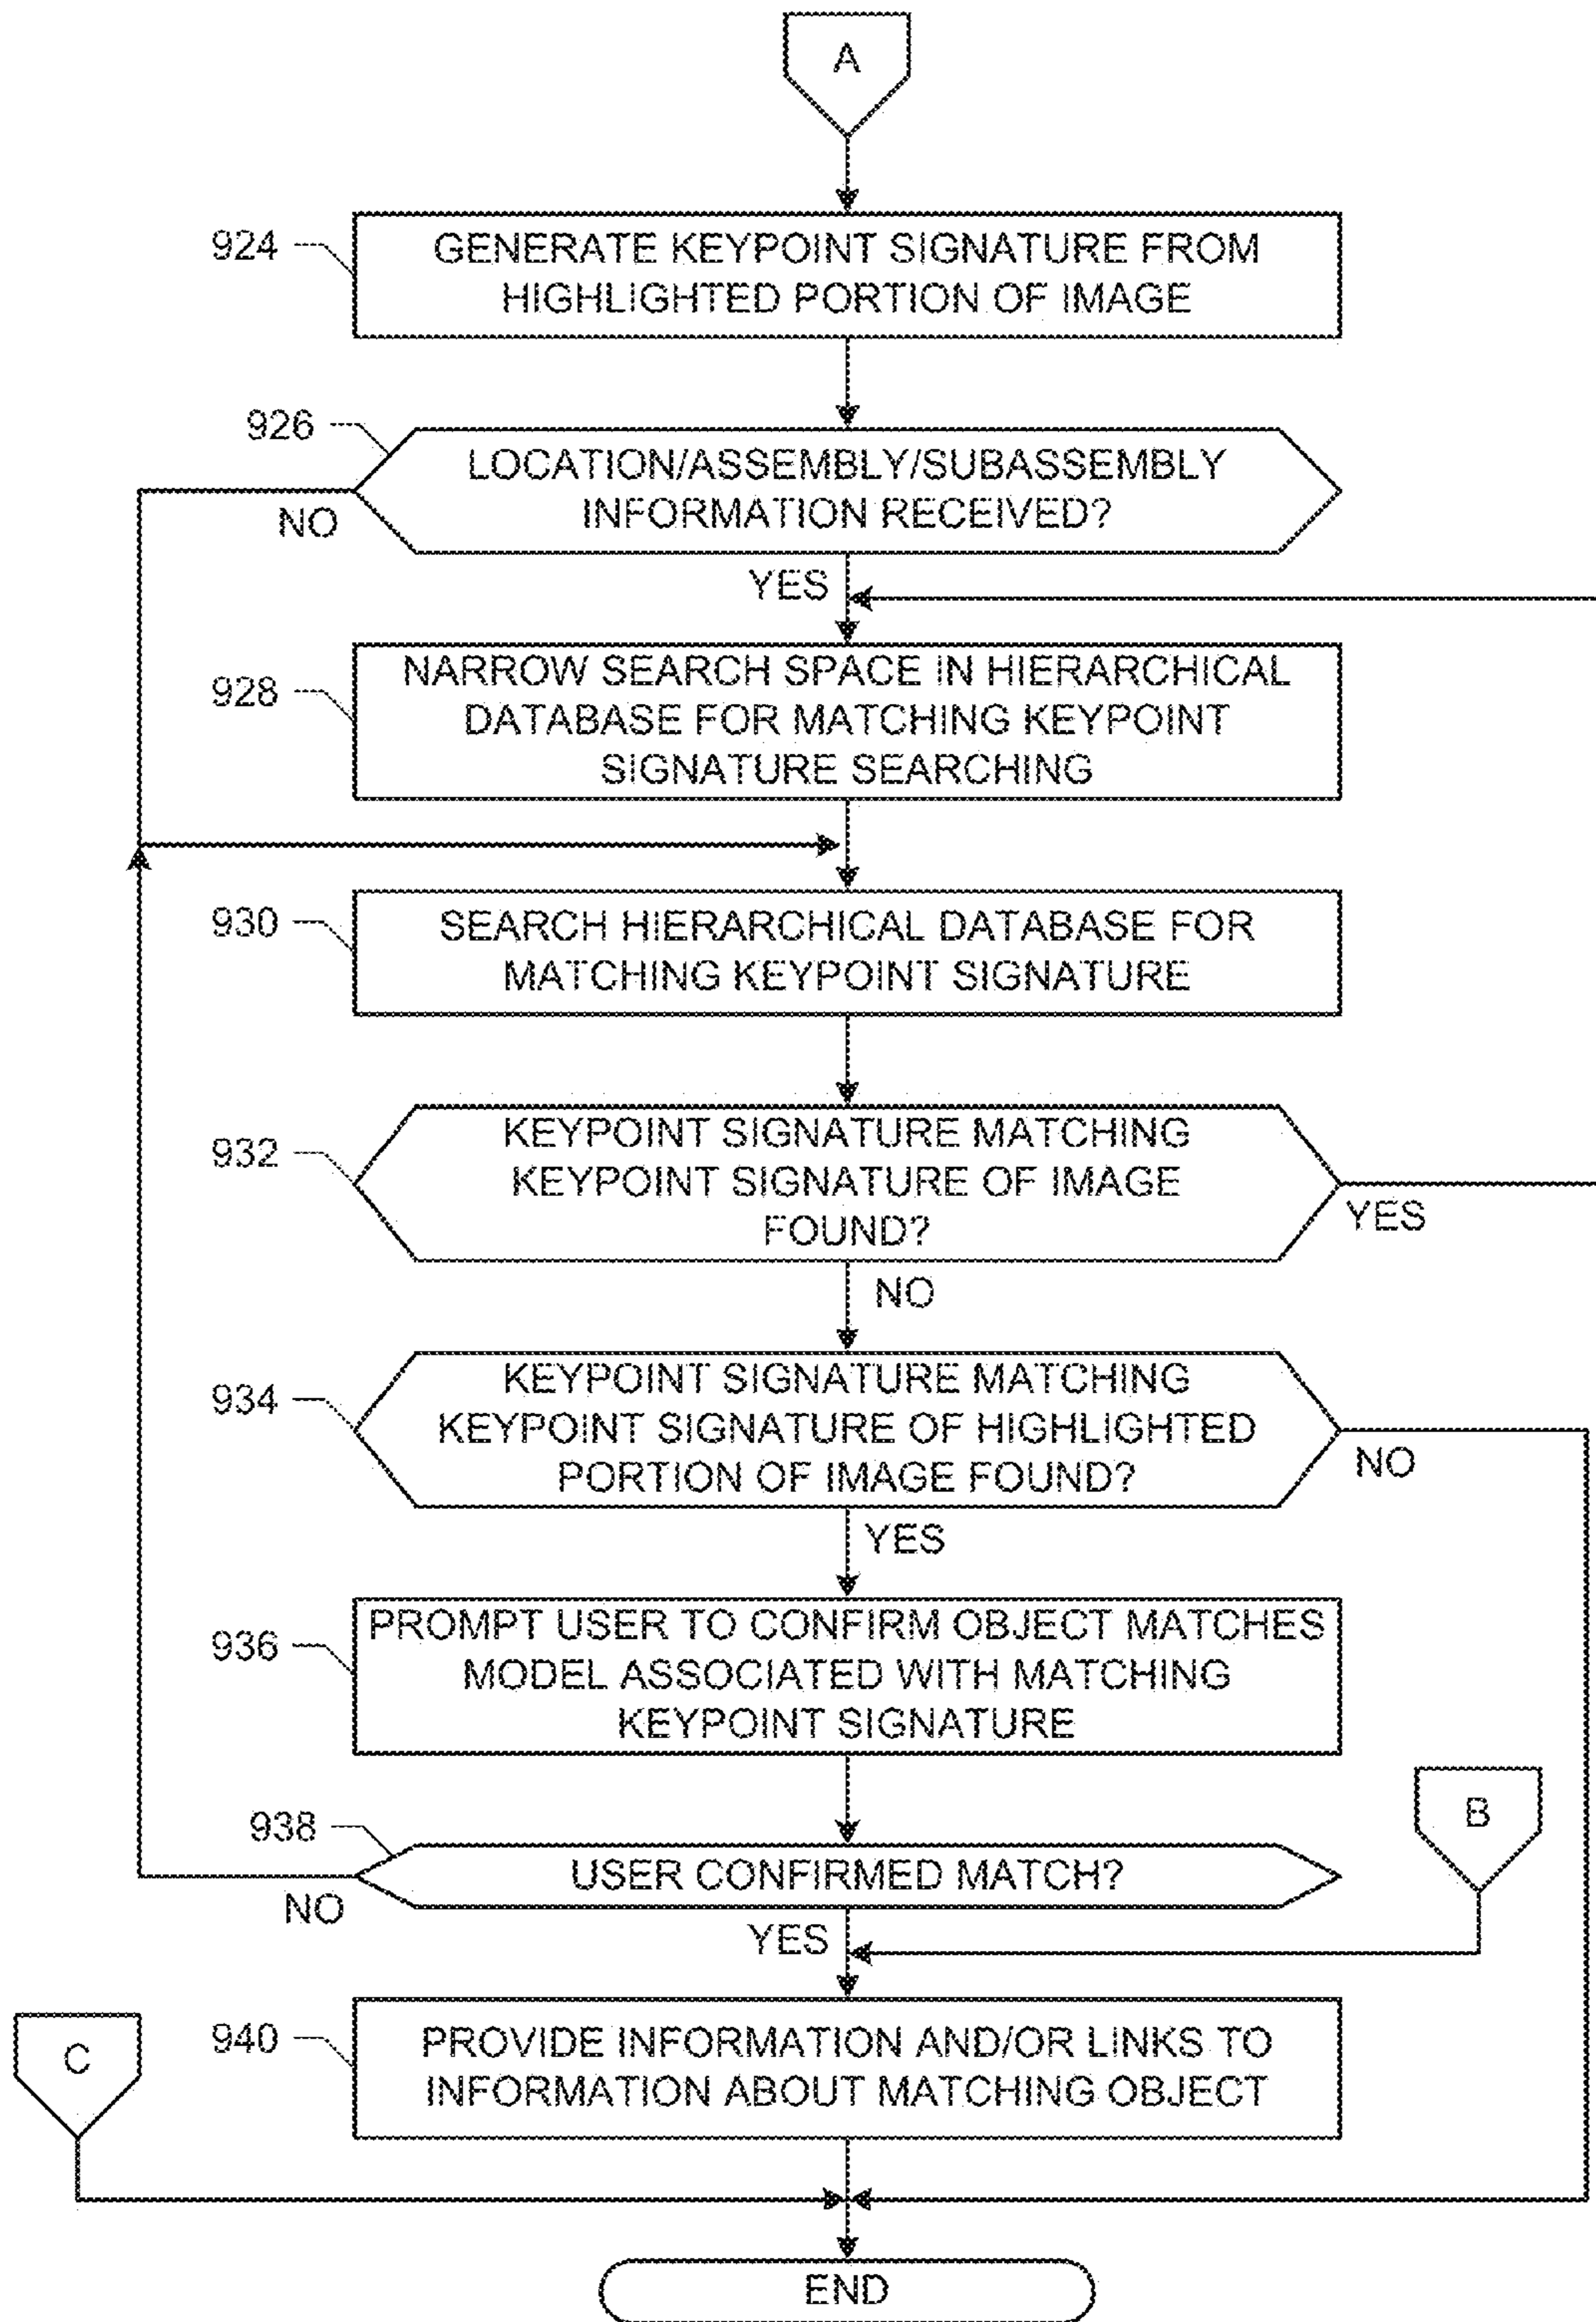 A
924
GENERATE KEYPOINT SIGNATURE FROM
HIGHLIGHTED PORTION OF IMAGE
926
LOCATION/ASSEMBLY/SUBASSEMBLY
INFORMATION RECEIVED?
NO
YES
928
NARROW SEARCH SPACE IN HIERARCHICAL
DATABASE FOR MATCHING KEYPOINT
SIGNATURE SEARCHING
930
SEARCH HIERARCHICAL DATABASE FOR
MATCHING KEYPOINT SIGNATURE
932
KEYPOINT SIGNATURE MATCHING
KEYPOINT SIGNATURE OF IMAGE
FOUND?
YES
NO
934
KEYPOINT SIGNATURE MATCHING
KEYPOINT SIGNATURE OF HIGHLIGHTED
PORTION OF IMAGE FOUND?
NO
YES
936
PROMPT USER TO CONFIRM OBJECT MATCHES
MODEL ASSOCIATED WITH MATCHING
KEYPOINT SIGNATURE
B
938
USER CONFIRMED MATCH?
NO
YES
C
940
PROVIDE INFORMATION AND/OR LINKS TO
INFORMATION ABOUT MATCHING OBJECT
END